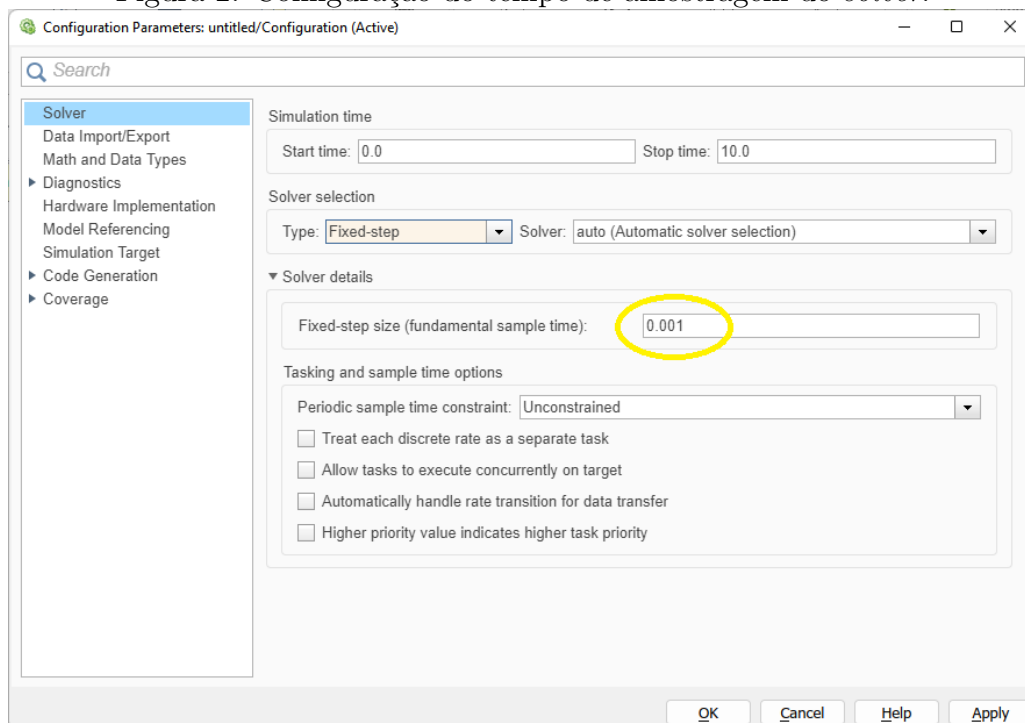 Configuration Parameters: untitled/Configuration (Active)
Search
Solver
Data Import/Export
Math and Data Types
Diagnostics
Hardware Implementation
Model Referencing
Simulation Target
Code Generation
Coverage
Simulation time
Start time: 0.0 Stop time: 10.0
Solver selection
Type: Fixed-step Solver: auto (Automatic solver selection)
Solver details
Fixed-step size (fundamental sample time): 0.001
Tasking and sample time options
Periodic sample time constraint: Unconstrained
Treat each discrete rate as a separate task
Allow tasks to execute concurrently on target
Automatically handle rate transition for data transfer
Higher priority value indicates higher task priority
OK Cancel Help Apply